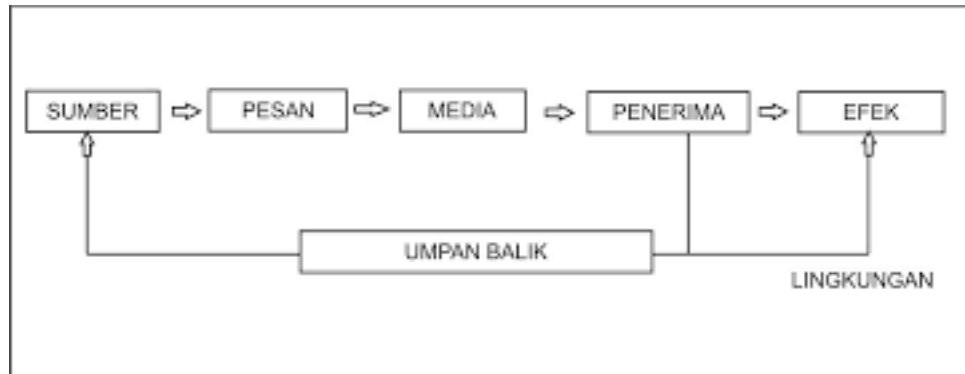 SUMBER
PESAN
MEDIA
PENERIMA
EFEK
UMPAN BALIK
LINGKUNGAN